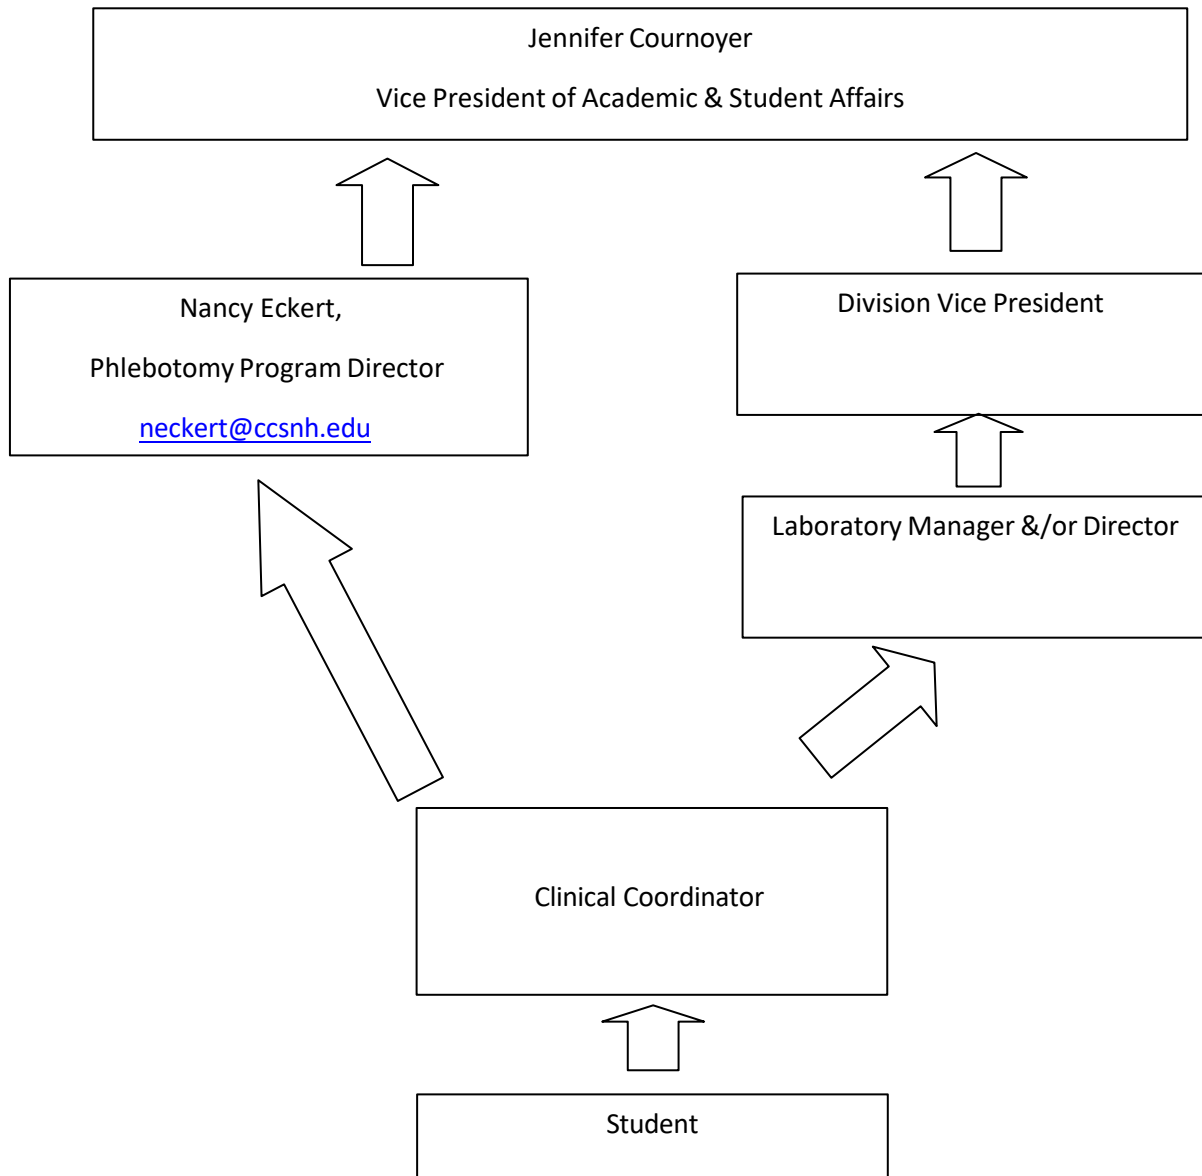 Jennifer Cournoyer
Vice President of Academic & Student Affairs
Nancy Eckert,
Phlebotomy Program Director
neckert@ccsnh.edu
Division Vice President
Laboratory Manager &/or Director
Clinical Coordinator
Student